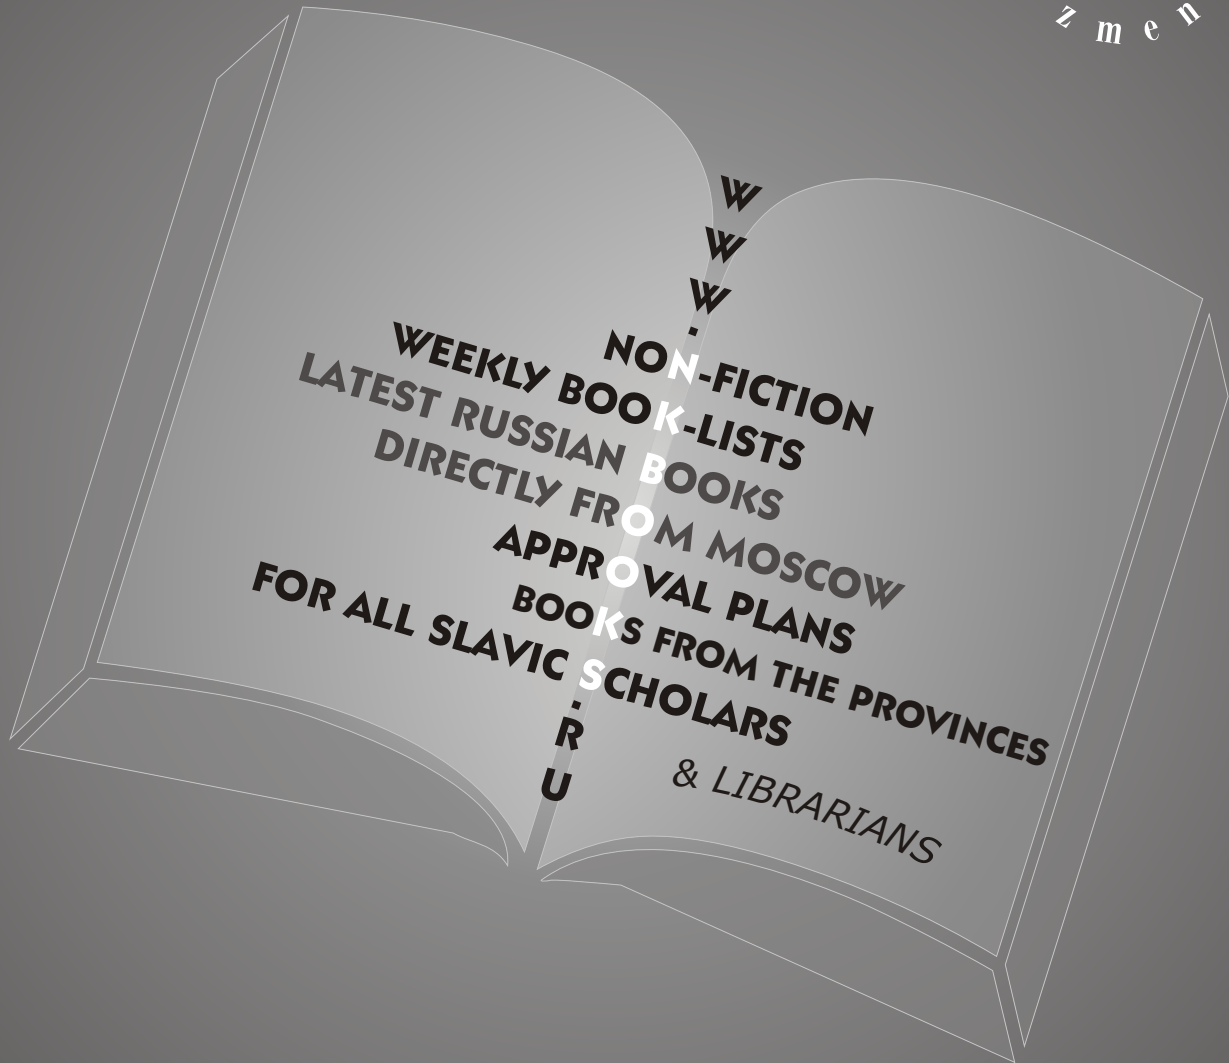 z m e n
W
W
W
.
NON-FICTION
WEEKLY BOOK-LISTS
LATEST RUSSIAN BOOKS
DIRECTLY FROM MOSCOW
APPROVAL PLANS
BOOKS FROM THE PROVINCES
FOR ALL SLAVIC SCHOLARS
.
R
U
& LIBRARIANS